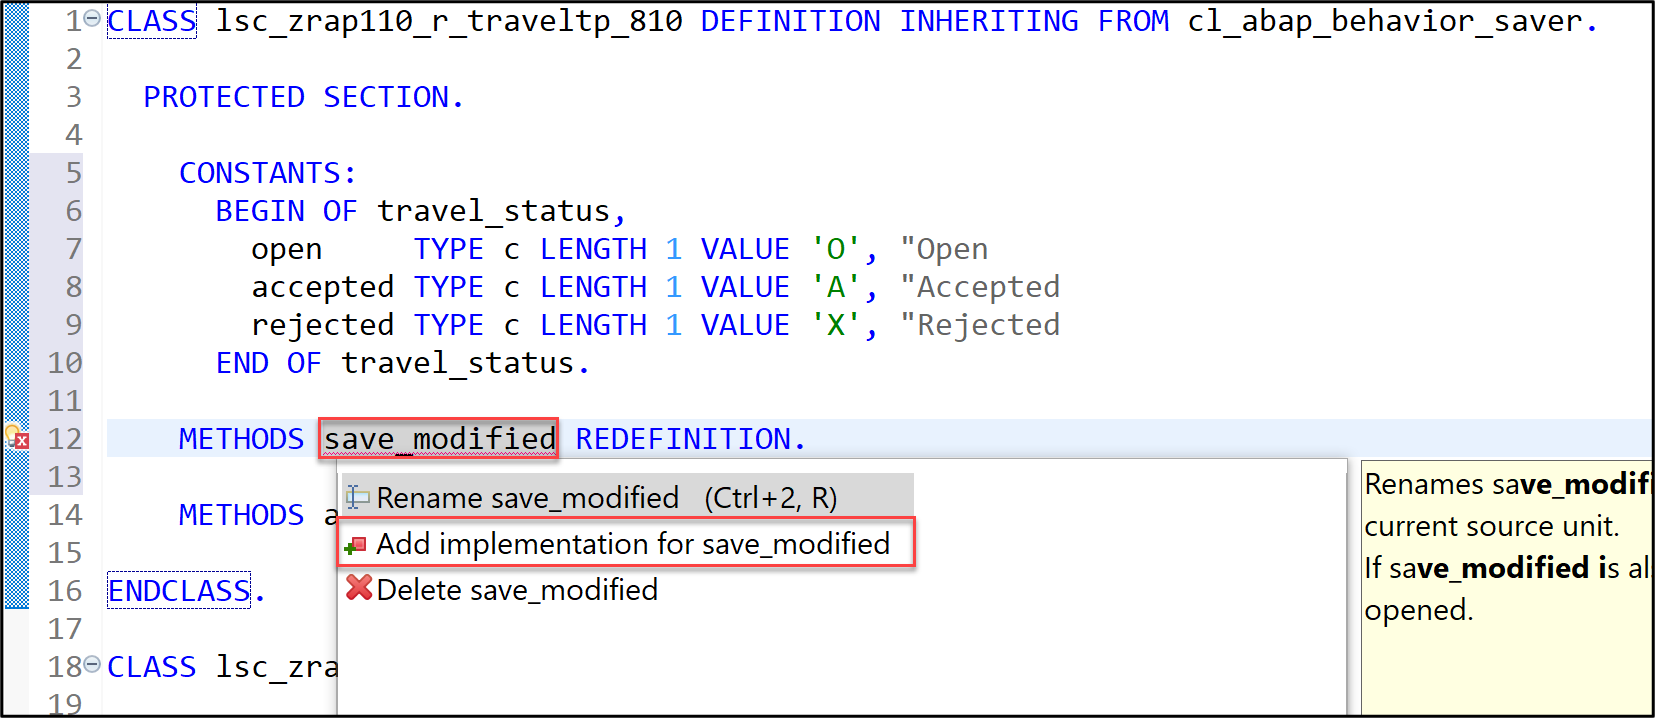 1 CLASS lsc_zrap110_r_traveltp_810 DEFINITION INHERITING FROM cl_abap_behavior_saver.
2
3 PROTECTED SECTION.
4
5 CONSTANTS:
6 BEGIN OF travel_status,
7 open TYPE c LENGTH 1 VALUE 'O', "Open
8 accepted TYPE c LENGTH 1 VALUE 'A', "Accepted
9 rejected TYPE c LENGTH 1 VALUE 'X', "Rejected
10 END OF travel_status.
11
12 METHODS save_modified REDEFINITION.
13
14 METHODS a
15
16 ENDCLASS.
17
18 CLASS lsc_zra
19
Rename save_modified (Ctrl+2, R)
Add implementation for save_modified
Delete save_modified
Renames save_modifi
current source unit.
If save_modified is al
opened.